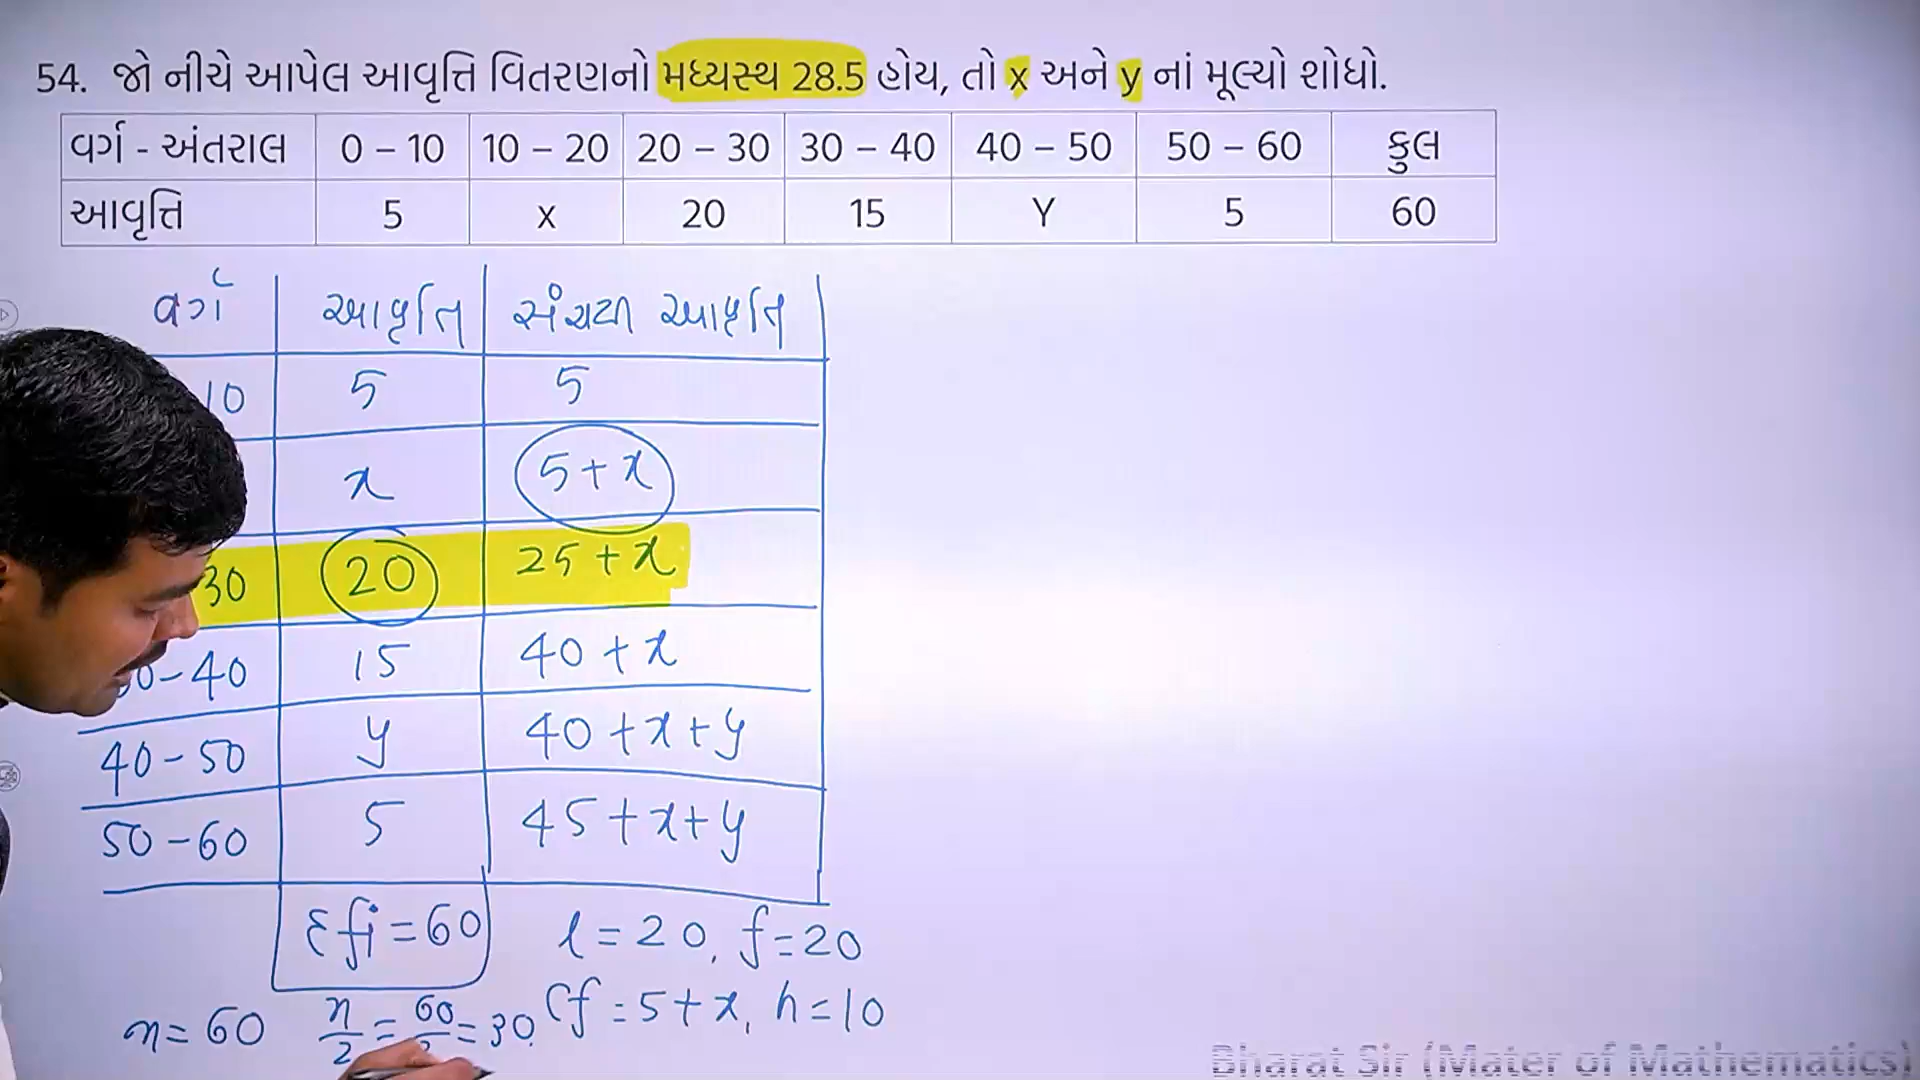 54. જો નીચે આપેલ આવૃત્તિ વિતરણનો મધ્યસ્થ 28.5 હોય, તો x અને y નાં મૂલ્યો શોધો.
વર્ગ - અંતરાલ 0 – 10 10 – 20 20 – 30 30 – 40 40 – 50 50 – 60 કુલ
આવૃત્તિ 5 x 20 15 Y 5 60
વર્ગ આવૃત્તિ સંચયી આવૃત્તિ
10 5 5
x 5+x
30 20 25+x
0-40 15 40+x
40-50 y 40+x+y
50-60 5 45+x+y
Σfi=60 l=20, f=20
n=60 n/2=60/2=30 Cf=5+x, h=10
Bharat Sir (Mater of Mathematics)